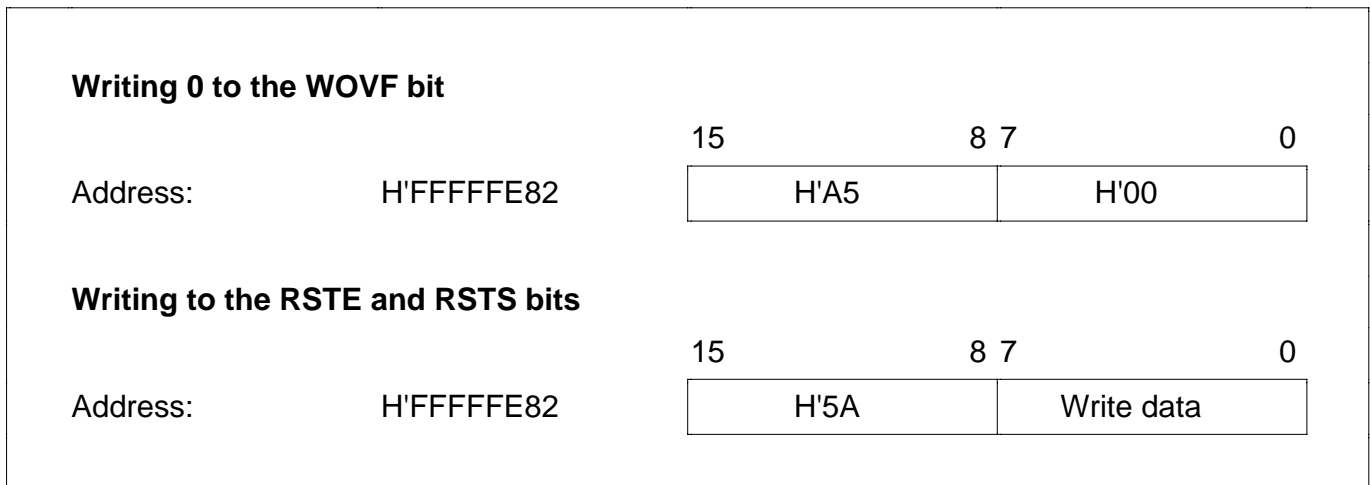 Writing 0 to the WOVF bit
15 8 7 0
Address: H'FFFFFE82 H'A5 H'00
Writing to the RSTE and RSTS bits
15 8 7 0
Address: H'FFFFFE82 H'5A Write data